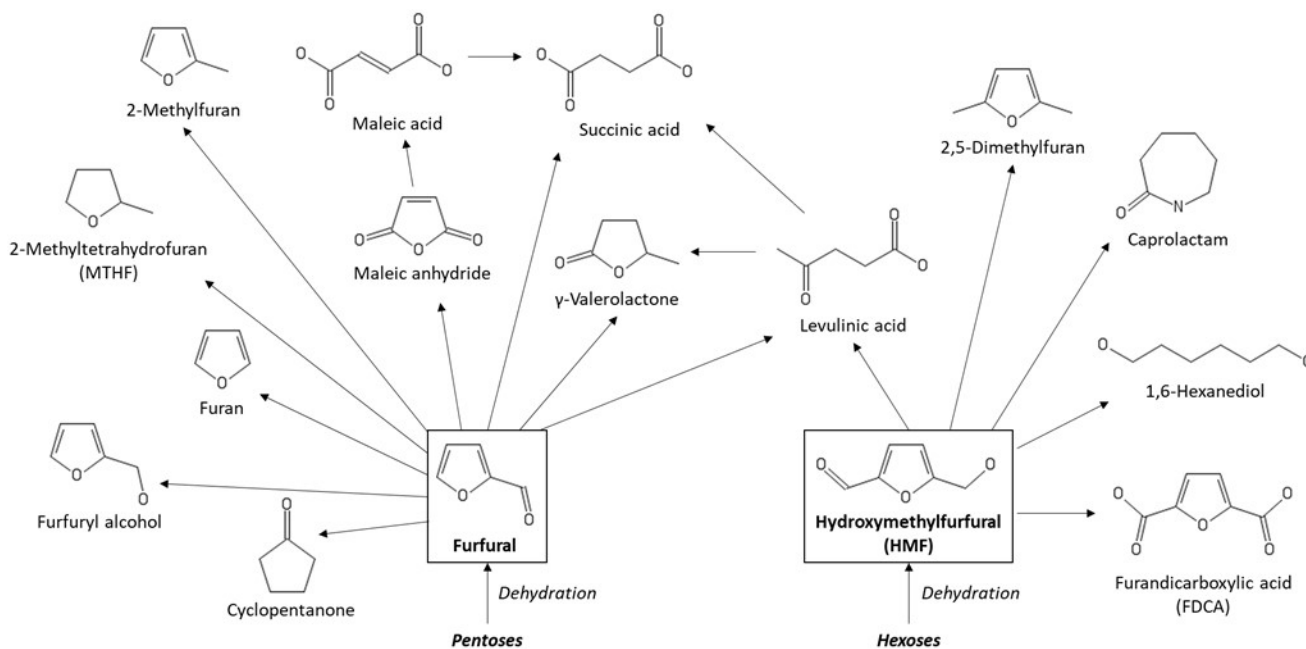 2-Methylfuran
O
O
O
O
O
Maleic acid
O
O
O
O
Succinic acid
O
2,5-Dimethylfuran
O
2-Methyltetrahydrofuran
(MTHF)
O
O
O
Maleic anhydride
O
O
γ-Valerolactone
O
O
O
Levulinic acid
O
N
Caprolactam
O
Furan
O
O
1,6-Hexanediol
O
O
Furfuryl alcohol
O
Cyclopentanone
O
O
Furfural
O
O
O
Hydroxymethylfurfural
(HMF)
O
O
O
O
O
Furandicarboxylic acid
(FDCA)
Dehydration
Dehydration
Pentoses
Hexoses